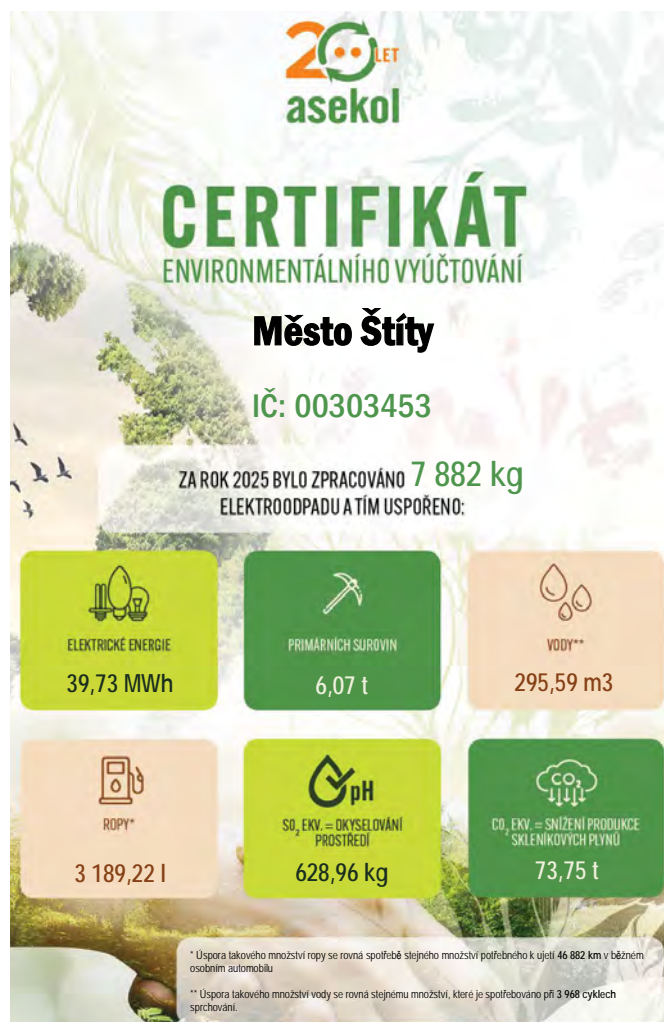 20 LET
asekol
CERTIFIKÁT
ENVIRONMENTÁLNÍHO VYÚČTOVÁNÍ
Město Štíty
IČ: 00303453
ZA ROK 2025 BYLO ZPRACOVÁNO 7 882 kg
ELEKTROODPADU A TÍM USPOŘENO:
ELEKTRICKÉ ENERGIE
39,73 MWh
PRIMÁRNÍCH SUROVIN
6,07 t
VODY**
295,59 m3
ROPY*
3 189,22 l
pH
SO₂ EKV. = OKYSELOVÁNÍ
PROSTŘEDÍ
628,96 kg
CO₂
CO₂ EKV. = SNÍŽENÍ PRODUKCE
SKLENÍKOVÝCH PLYNŮ
73,75 t
* Úspora takového množství ropy se rovná spotřebě stejného množství potřebného k ujetí 46 882 km v běžném
osobním automobilu
** Úspora takového množství vody se rovná stejnému množství, které je spotřebováno při 3 968 cyklech
sprchování.